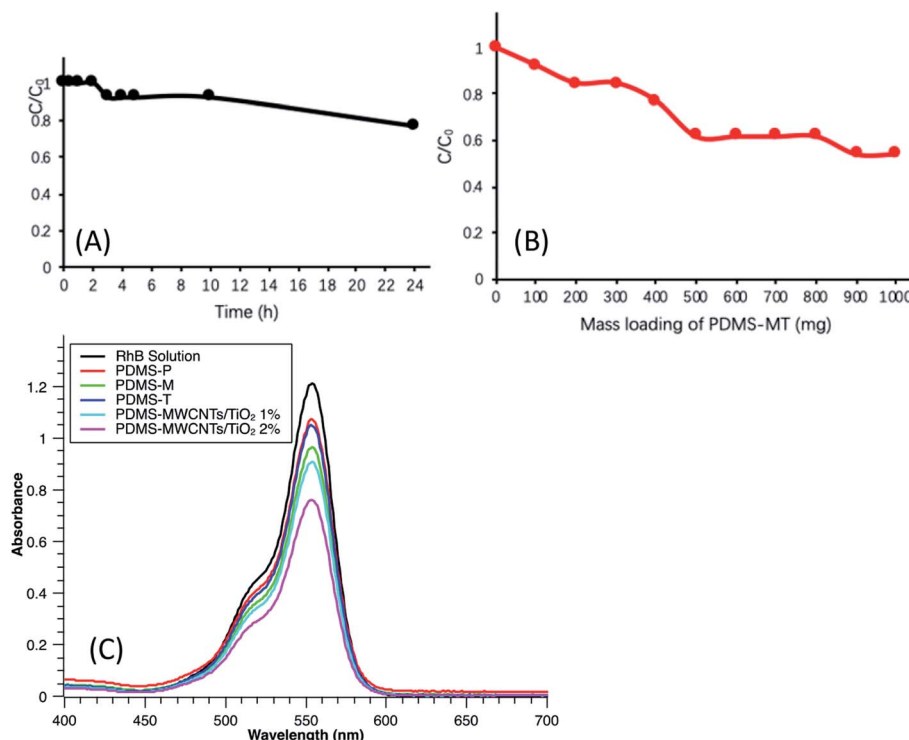 C/C₀
1
0.8
0.6
0.4
0.2
0
(A)
0 2 4 6 8 10 12 14 16 18 20 22 24
Time (h)
C/C₀
1
0.8
0.6
0.4
0.2
0
(B)
0 100 200 300 400 500 600 700 800 900 1000
Mass loading of PDMS-MT (mg)
RhB Solution
PDMS-P
PDMS-M
PDMS-T
PDMS-MWCNTs/TiO₂ 1%
PDMS-MWCNTs/TiO₂ 2%
Absorbance
1.2
1
0.8
0.6
0.4
0.2
0
(C)
400 450 500 550 600 650 700
Wavelength (nm)